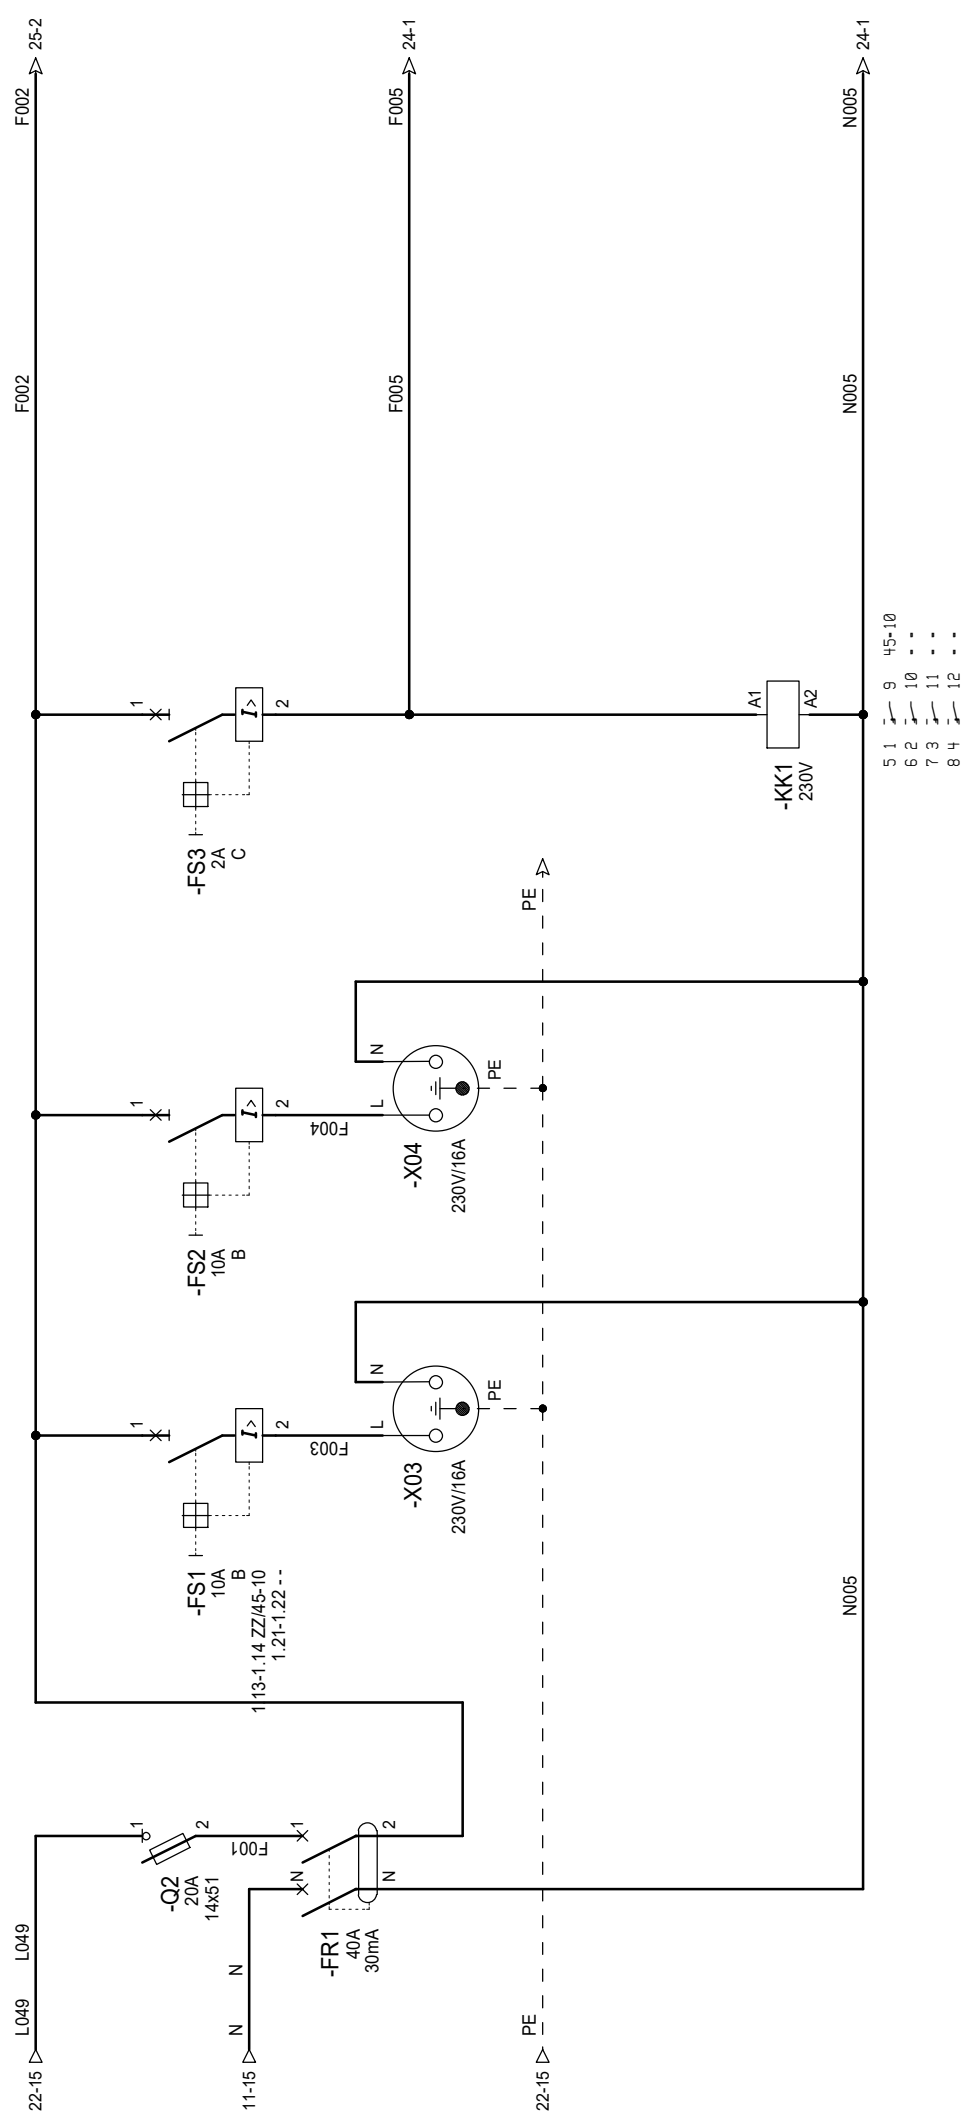 22-15
L049
L049
F002
F002
25-2
1
-Q2
20A
14x51
2
F001
11-15
N
N
N
1
-FR1
40A
30mA
N
2
-FS1
10A
B
1.13-1.14 ZZ/45-10
1.21-1.22 - -
1
I>
2
F003
L
N
-X03
230V/16A
PE
-FS2
10A
B
1
I>
2
F004
L
N
-X04
230V/16A
PE
-FS3
2A
C
1
I>
2
F005
F005
24-1
22-15
PE
PE
-KK1
230V
A1
A2
N005
N005
N005
24-1
5 1 9 45-10
6 2 10 - -
7 3 11 - -
8 4 12 - -